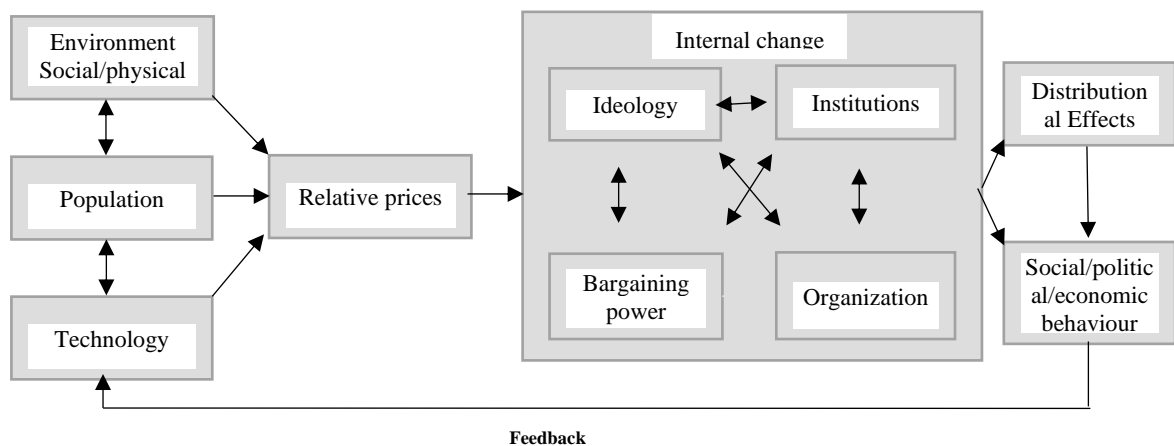 Environment
Social/physical
Population
Technology
Relative prices
Internal change
Ideology
Institutions
Bargaining
power
Organization
Distribution
al Effects
Social/politic
al/economic
behaviour
Feedback